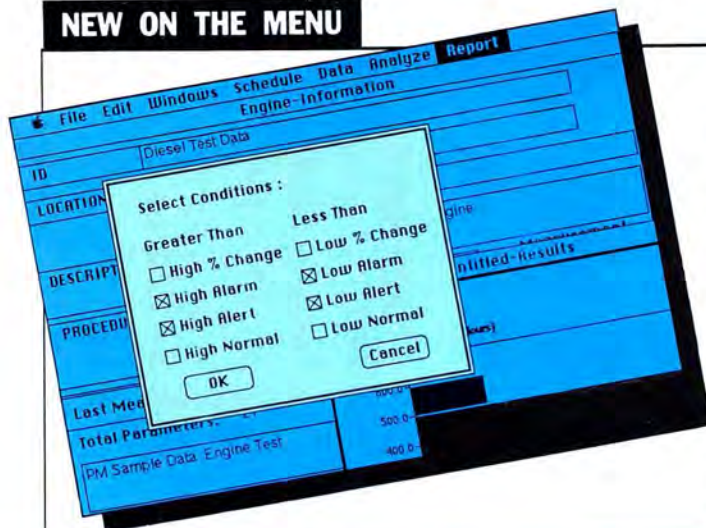 NEW ON THE MENU
File Edit Windows Schedule Data Analyze Report
Engine-Information
ID
Diesel Test Data
LOCATION
Select Conditions :
Greater Than
Less Than
High % Change
Low % Change
High Alarm
Low Alarm
High Alert
Low Alert
High Normal
Low Normal
OK
Cancel
DESCRIPT
PROCEDU
gine
ntitled-Results
ours)
Last Mea
Total Parameters:
PM Sample Data Engine Test
600.0
500.0
400.0